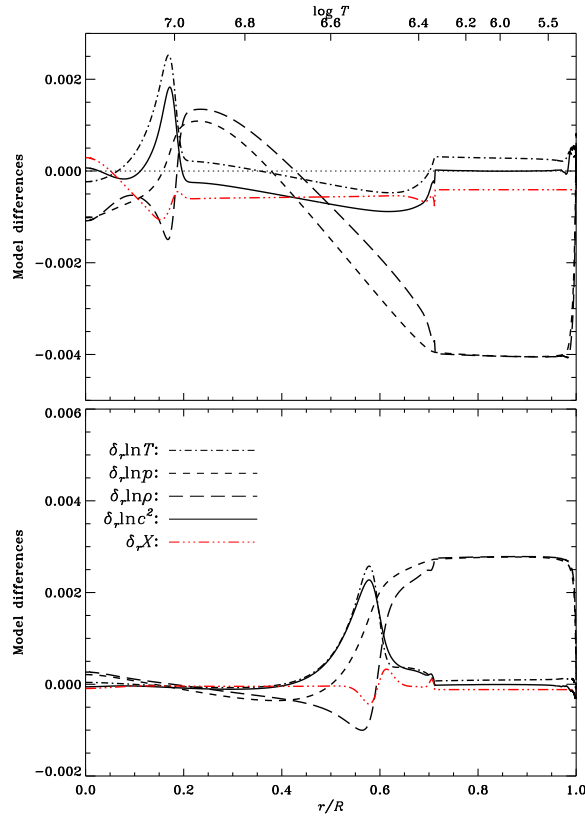 log T
7.0 6.8 6.6 6.4 6.3 6.2 6.0 5.4
0.002
0.000
−0.002
−0.004
Model differences
0.006
0.004
0.002
0.000
−0.002
Model differences
δ_r ln T:
δ_r ln p:
δ_r ln ρ:
δ_r ln c²:
δ_r X:
0.0 0.2 0.4 0.6 0.8 1.0
r/R